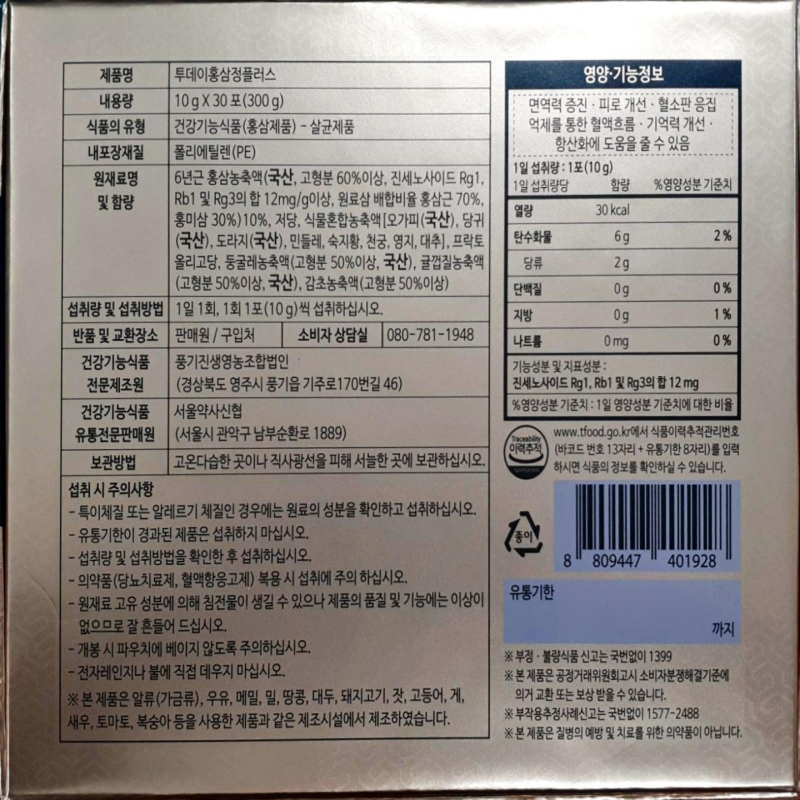 제품명 투데이홍삼정플러스
내용량 10 g X 30 포(300 g)
식품의 유형 건강기능식품(홍삼제품) - 살균제품
내포장재질 폴리에틸렌(PE)
원재료명 및 함량
6년근 홍삼농축액(국산, 고형분 60%이상, 진세노사이드 Rg1,
Rb1 및 Rg3의 합 12mg/g이상, 원료삼 배합비율 홍삼근 70%,
홍미삼 30%)10%, 저당, 식물혼합농축액[오가피(국산), 당귀
(국산), 도라지(국산), 민들레, 숙지황, 천궁, 영지, 대추], 프락토
올리고당, 둥굴레농축액(고형분 50%이상, 국산), 귤껍질농축액
(고형분 50%이상, 국산), 감초농축액(고형분 50%이상)
섭취량 및 섭취방법 1일 1회, 1회 1포(10 g)씩 섭취하십시오.
반품 및 교환장소 판매원 / 구입처 소비자 상담실 080-781-1948
건강기능식품 풍기진생영농조합법인
전문제조원 (경상북도 영주시 풍기읍 기주로170번길 46)
건강기능식품 서울약사신협
유통전문판매원 (서울시 관악구 남부순환로 1889)
보관방법 고온다습한 곳이나 직사광선을 피해 서늘한 곳에 보관하십시오.
섭취 시 주의사항
- 특이체질 또는 알레르기 체질인 경우에는 원료의 성분을 확인하고 섭취하십시오.
- 유통기한이 경과된 제품은 섭취하지 마십시오.
- 섭취량 및 섭취방법을 확인한 후 섭취하십시오.
- 의약품(당뇨치료제, 혈액항응고제) 복용 시 섭취에 주의 하십시오.
- 원재료 고유 성분에 의해 침전물이 생길 수 있으나 제품의 품질 및 기능에는 이상이
없으므로 잘 흔들어 드십시오.
- 개봉 시 파우치에 베이지 않도록 주의하십시오.
- 전자레인지나 불에 직접 데우지 마십시오.
※ 본 제품은 알류(가금류), 우유, 메밀, 밀, 땅콩, 대두, 돼지고기, 잣, 고등어, 게,
새우, 토마토, 복숭아 등을 사용한 제품과 같은 제조시설에서 제조하였습니다.
영양·기능정보
면역력 증진 · 피로 개선 · 혈소판 응집
억제를 통한 혈액흐름 · 기억력 개선 ·
항산화에 도움을 줄 수 있음
1일 섭취량 : 1포(10 g)
1일 섭취량당 함량 %영양성분 기준치
열량 30 kcal
탄수화물 6 g 2 %
당류 2 g
단백질 0 g 0 %
지방 0 g 1 %
나트륨 0 mg 0 %
기능성분 및 지표성분 :
진세노사이드 Rg1, Rb1 및 Rg3의 합 12 mg
%영양성분 기준치 : 1일 영양성분 기준치에 대한 비율
Traceability
이력추적
www.tfood.go.kr에서 식품이력추적관리번호
(바코드 번호 13자리 + 유통기한 8자리)를 입력
하시면 식품의 정보를 확인하실 수 있습니다.
종이
8 809447 401928
유통기한
까지
※ 부정 · 불량식품 신고는 국번없이 1399
※ 본 제품은 공정거래위원회고시 소비자분쟁해결기준에
의거 교환 또는 보상 받을 수 있습니다.
※ 부작용추정사례신고는 국번없이 1577-2488
※ 본 제품은 질병의 예방 및 치료를 위한 의약품이 아닙니다.